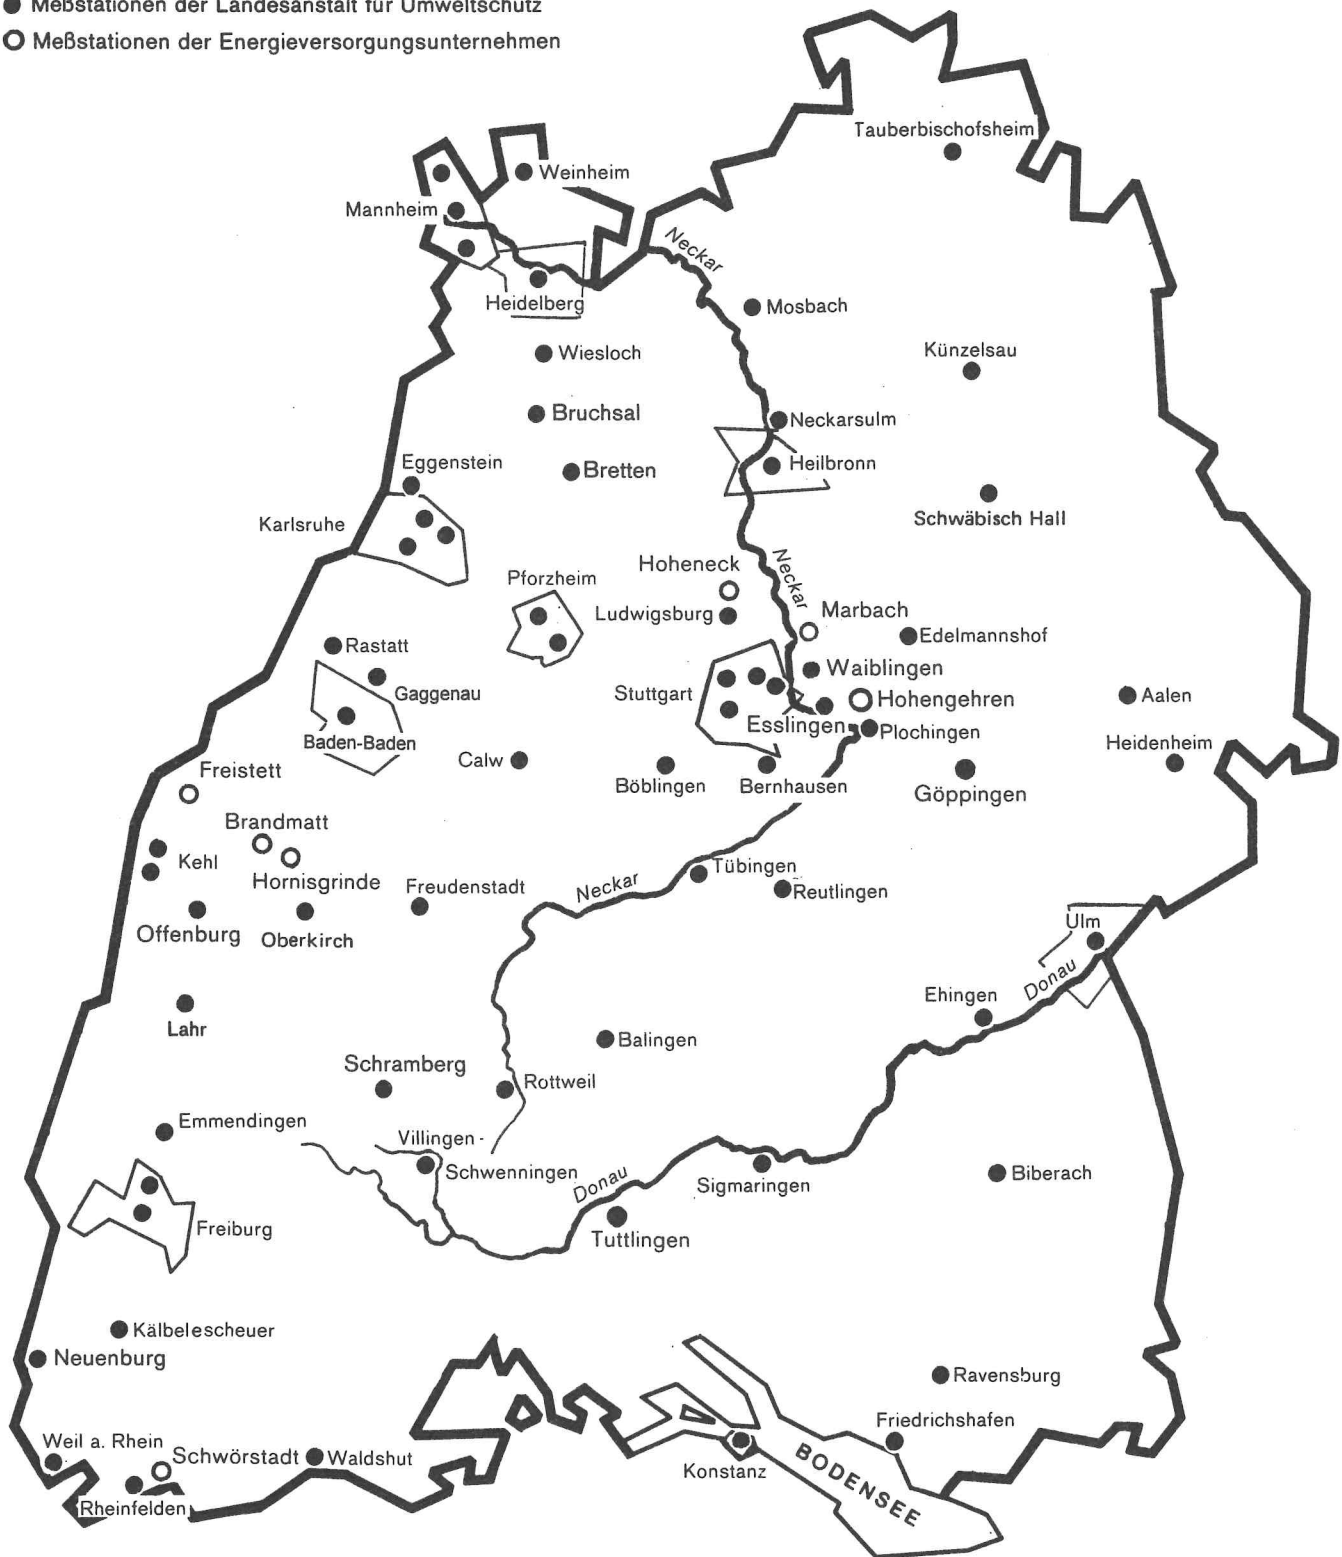 Meßstationen der Landesanstalt für Umweltschutz
Meßstationen der Energieversorgungsunternehmen
Tauberbischofsheim
Weinheim
Mannheim
Neckar
Heidelberg
Mosbach
Wiesloch
Künzelsau
Bruchsal
Neckarsulm
Eggenstein
Bretten
Heilbronn
Karlsruhe
Schwäbisch Hall
Hoheneck
Neckar
Pforzheim
Ludwigsburg
Marbach
Edelmannshof
Rastatt
Waiblingen
Gaggenau
Stuttgart
Hohengehren
Aalen
Esslingen
Plochingen
Baden-Baden
Heidenheim
Calw
Freistett
Böblingen
Bernhausen
Göppingen
Brandmatt
Kehl
Tübingen
Hornisgrinde
Freudenstadt
Neckar
Reutlingen
Ulm
Offenburg
Oberkirch
Donau
Ehingen
Lahr
Balingen
Schramberg
Rottweil
Emmendingen
Villingen -
Schwenningen
Donau
Sigmaringen
Biberach
Freiburg
Tuttlingen
Kälbelescheuer
Neuenburg
Ravensburg
Friedrichshafen
Weil a. Rhein
Schwörstadt
Waldshut
Konstanz
BODENSEE
Rheinfelden